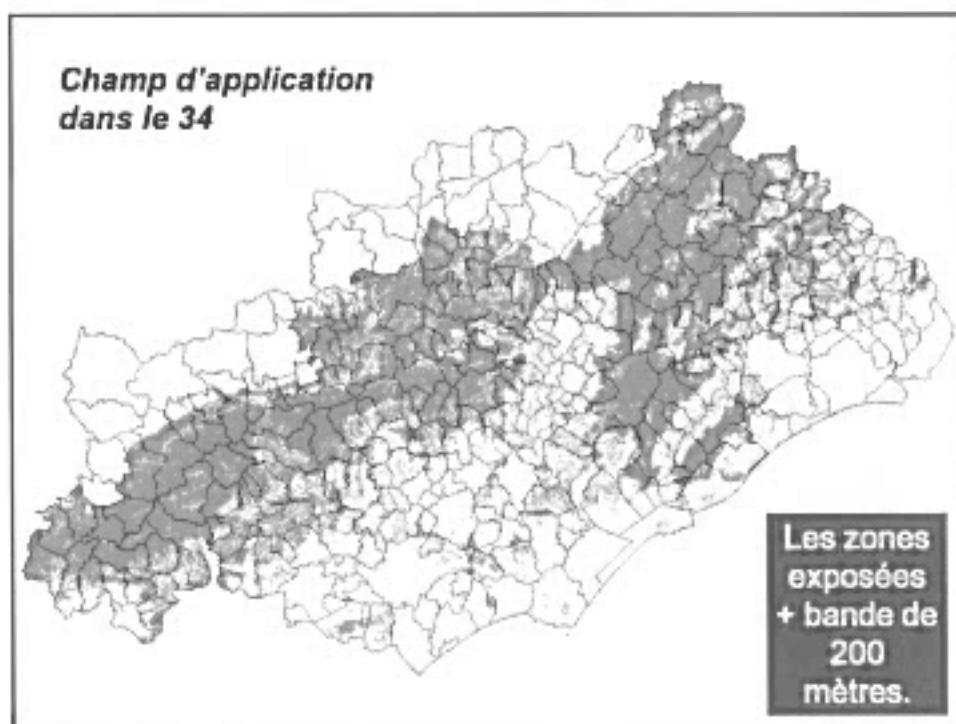 Champ d'application
dans le 34
Les zones
exposées
+ bande de
200
mètres.